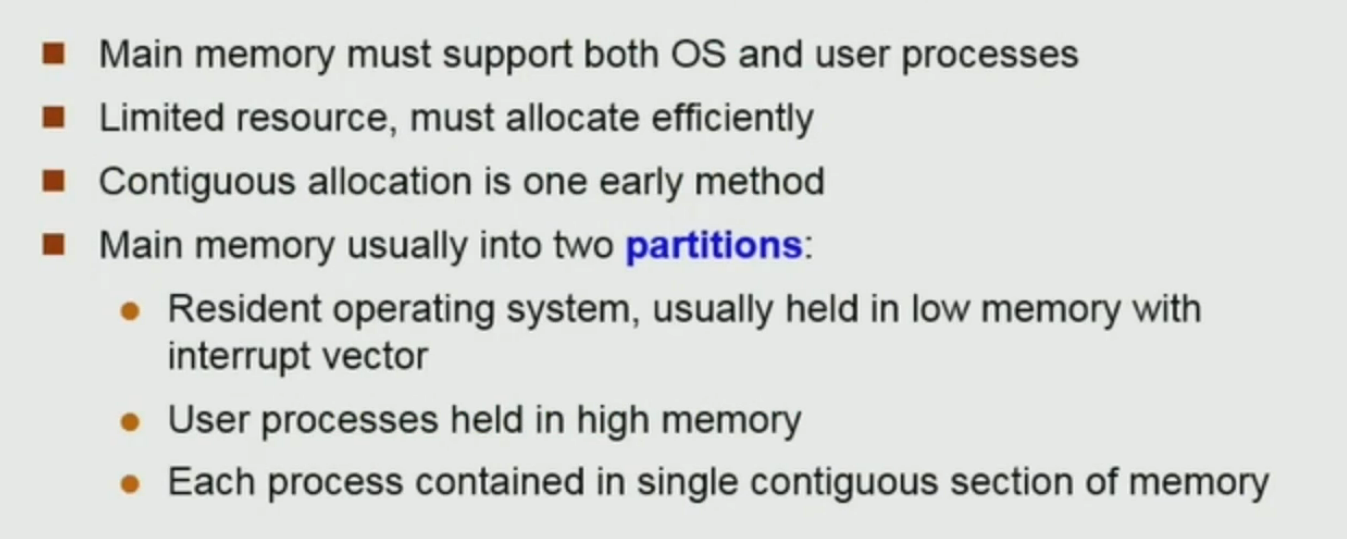 Main memory must support both OS and user processes
Limited resource, must allocate efficiently
Contiguous allocation is one early method
Main memory usually into two partitions:
Resident operating system, usually held in low memory with
interrupt vector
User processes held in high memory
Each process contained in single contiguous section of memory